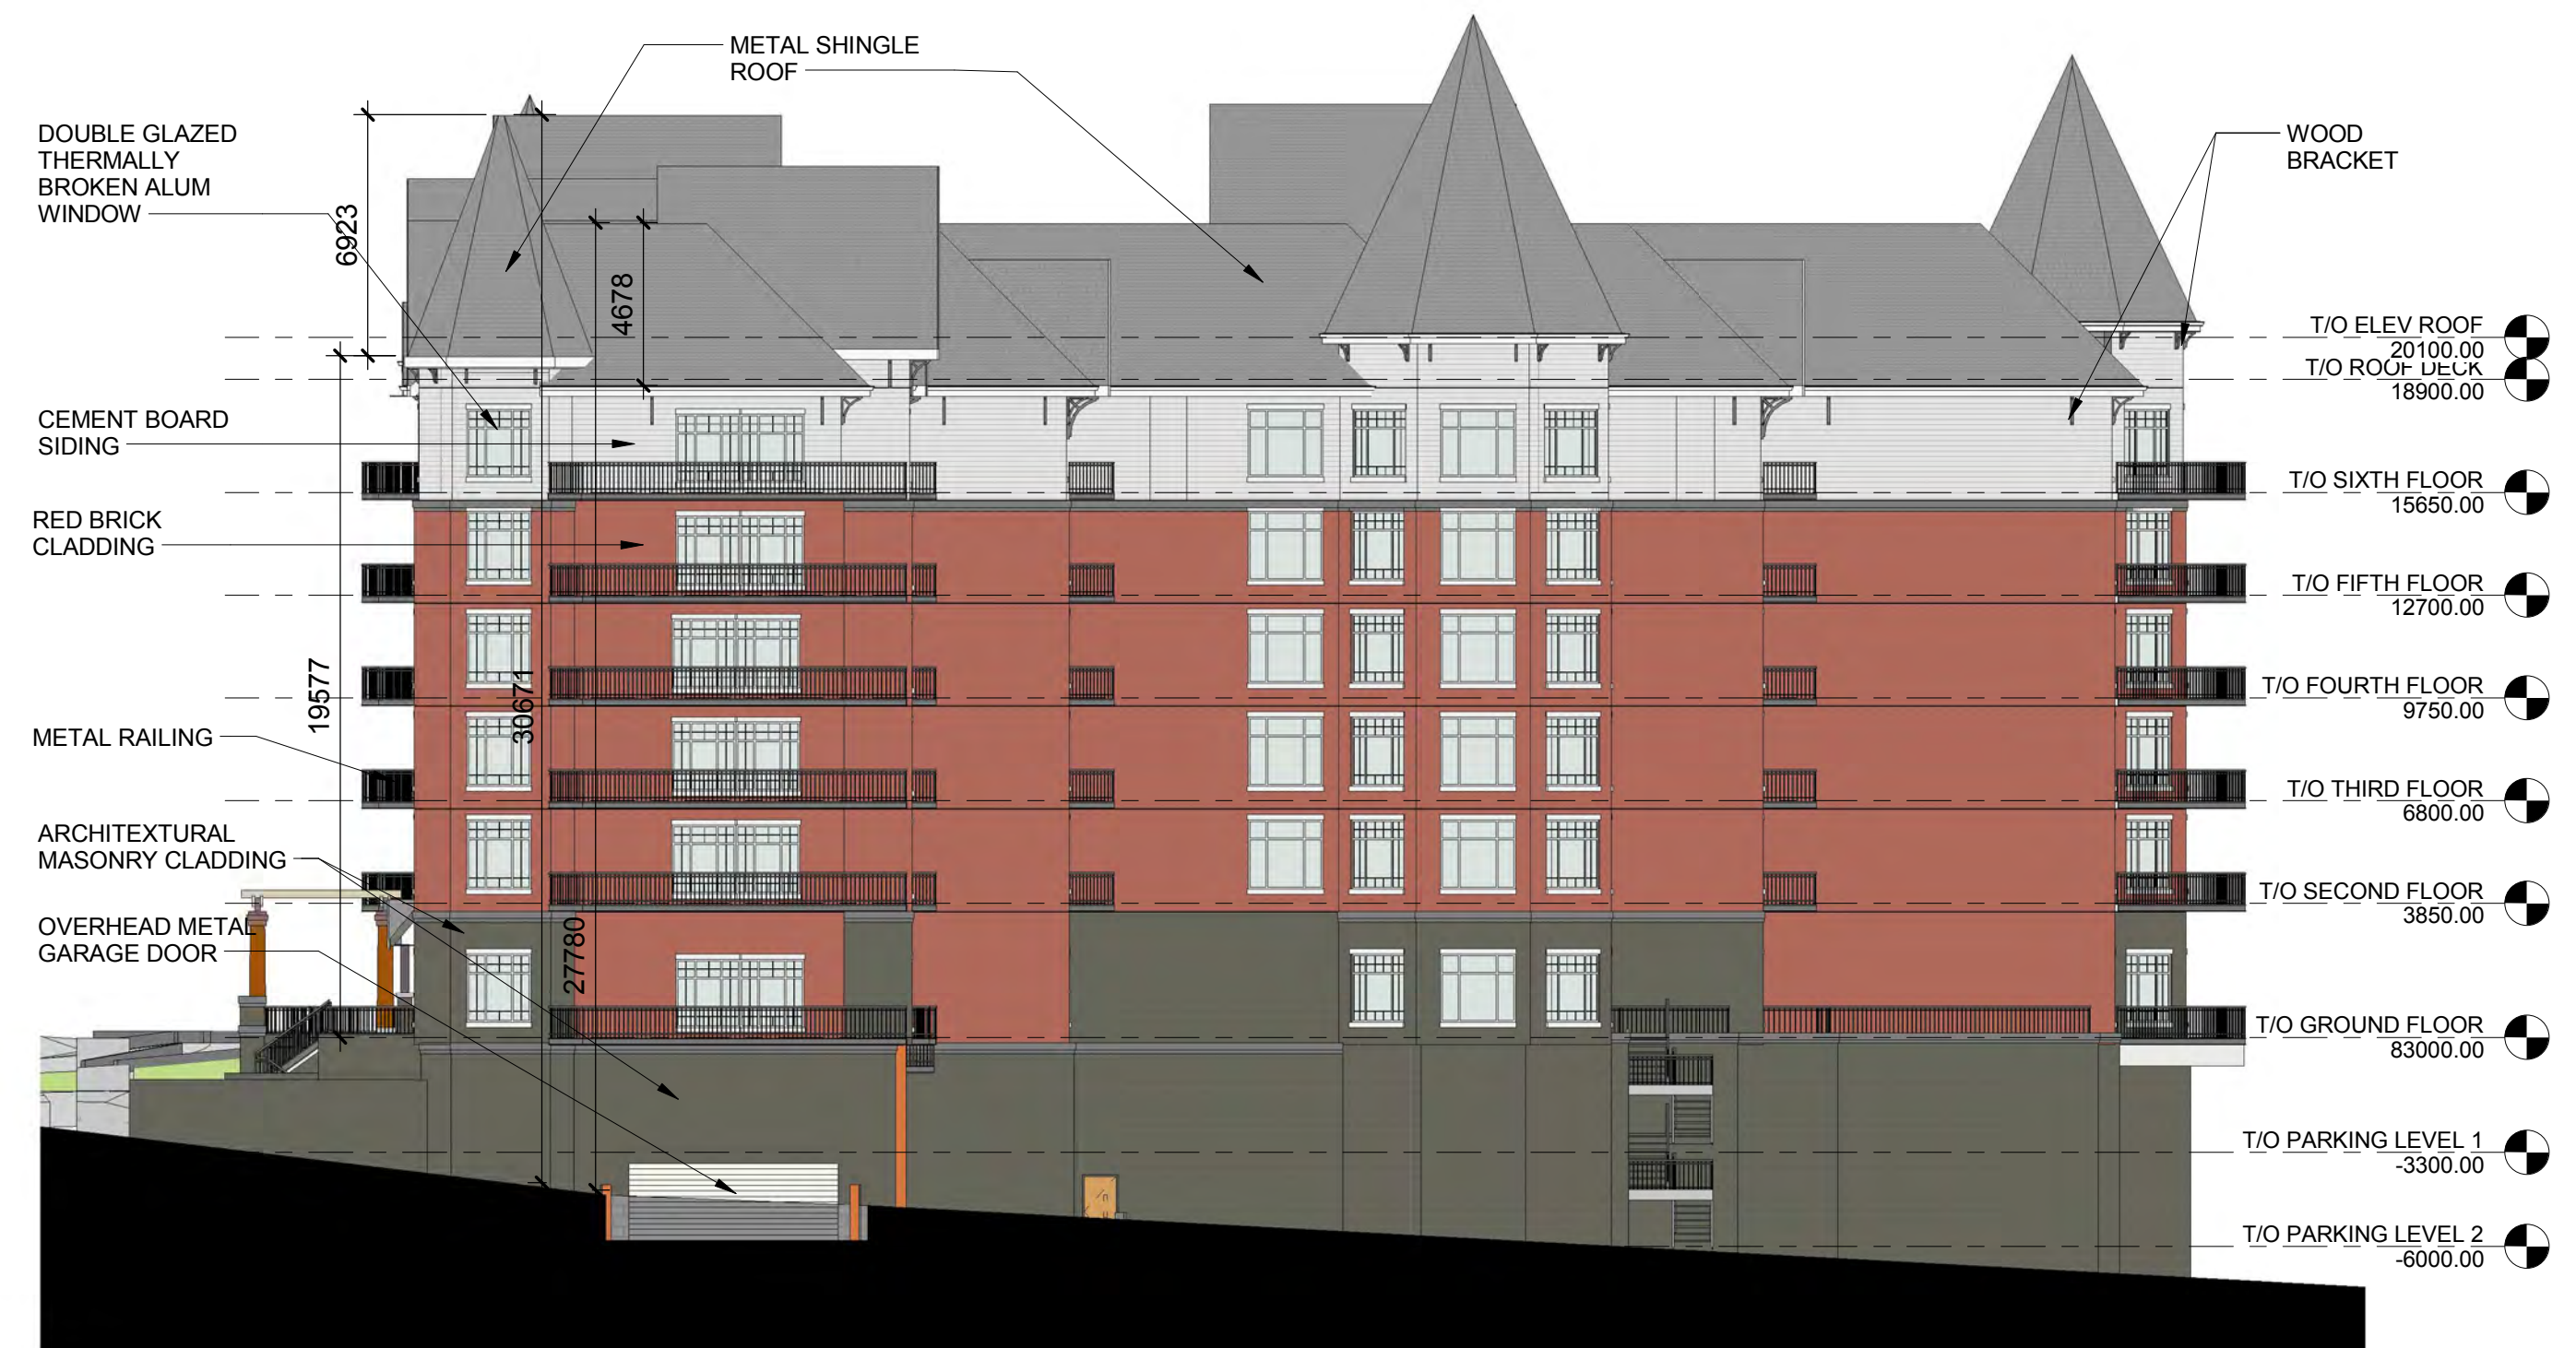 METAL SHINGLE
ROOF
DOUBLE GLAZED
THERMALLY
BROKEN ALUM
WINDOW
WOOD
BRACKET
6923
4678
T/O ELEV ROOF
20100.00
T/O ROOF DECK
18900.00
CEMENT BOARD
SIDING
T/O SIXTH FLOOR
15650.00
RED BRICK
CLADDING
T/O FIFTH FLOOR
12700.00
19577
30671
T/O FOURTH FLOOR
9750.00
METAL RAILING
T/O THIRD FLOOR
6800.00
ARCHITEXTURAL
MASONRY CLADDING
T/O SECOND FLOOR
3850.00
OVERHEAD METAL
GARAGE DOOR
27780
T/O GROUND FLOOR
83000.00
T/O PARKING LEVEL 1
-3300.00
T/O PARKING LEVEL 2
-6000.00